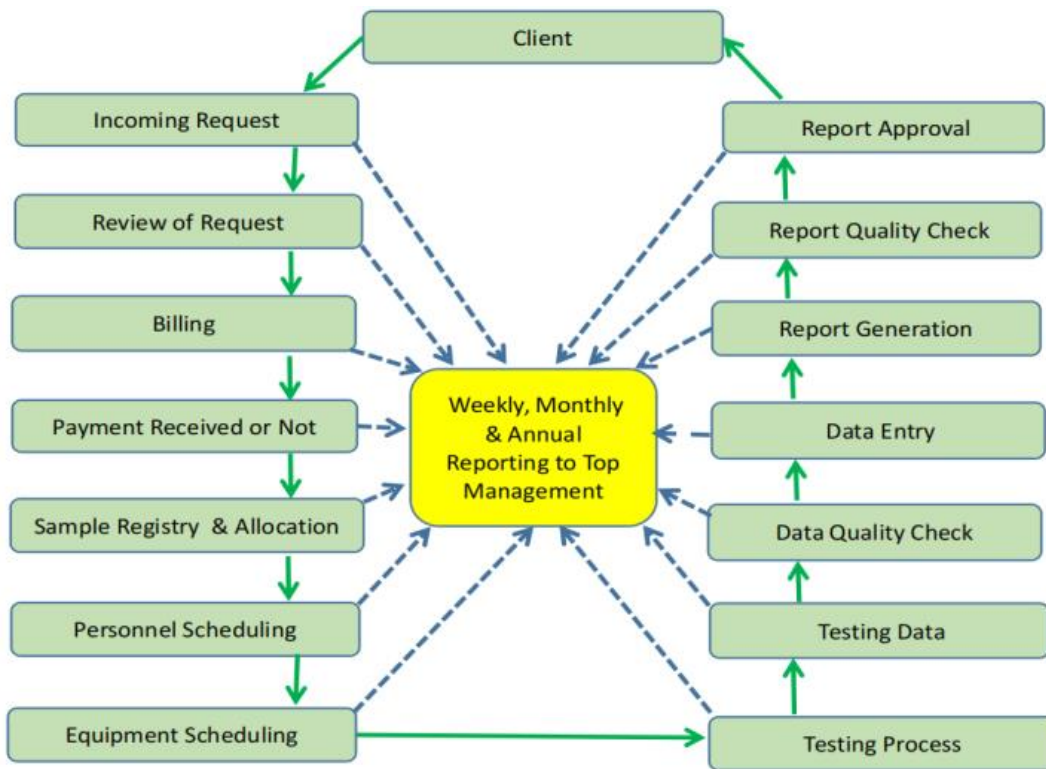 Client
Incoming Request
Review of Request
Billing
Payment Received or Not
Sample Registry & Allocation
Personnel Scheduling
Equipment Scheduling
Weekly, Monthly
& Annual
Reporting to Top
Management
Report Approval
Report Quality Check
Report Generation
Data Entry
Data Quality Check
Testing Data
Testing Process